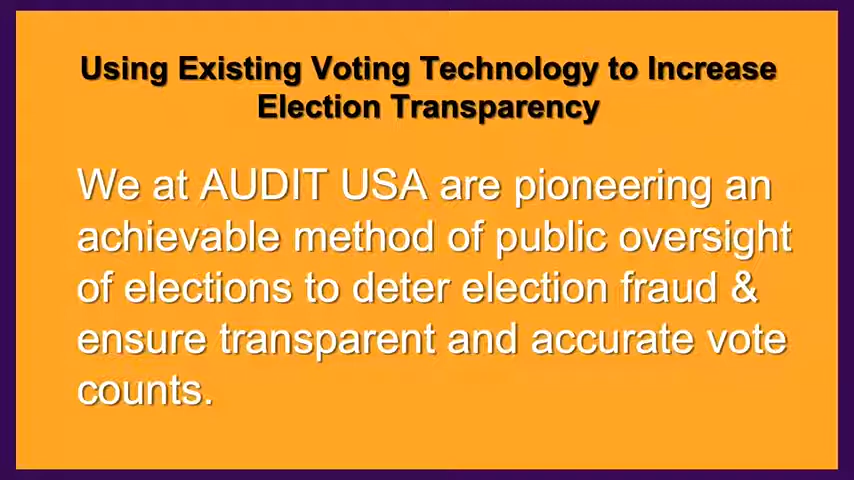 Using Existing Voting Technology to Increase
Election Transparency
We at AUDIT USA are pioneering an
achievable method of public oversight
of elections to deter election fraud &
ensure transparent and accurate vote
counts.